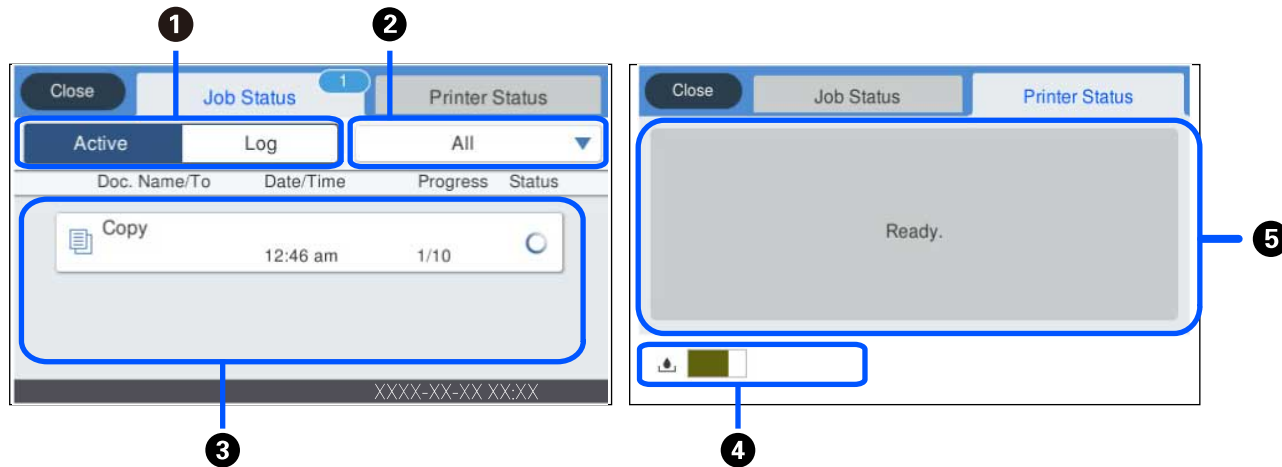 1 2
Close Job Status 1 Printer Status
Active Log All
Doc. Name/To Date/Time Progress Status
Copy
12:46 am 1/10
XXXX-XX-XX XX:XX
3
Close Job Status Printer Status
Ready.
5
4